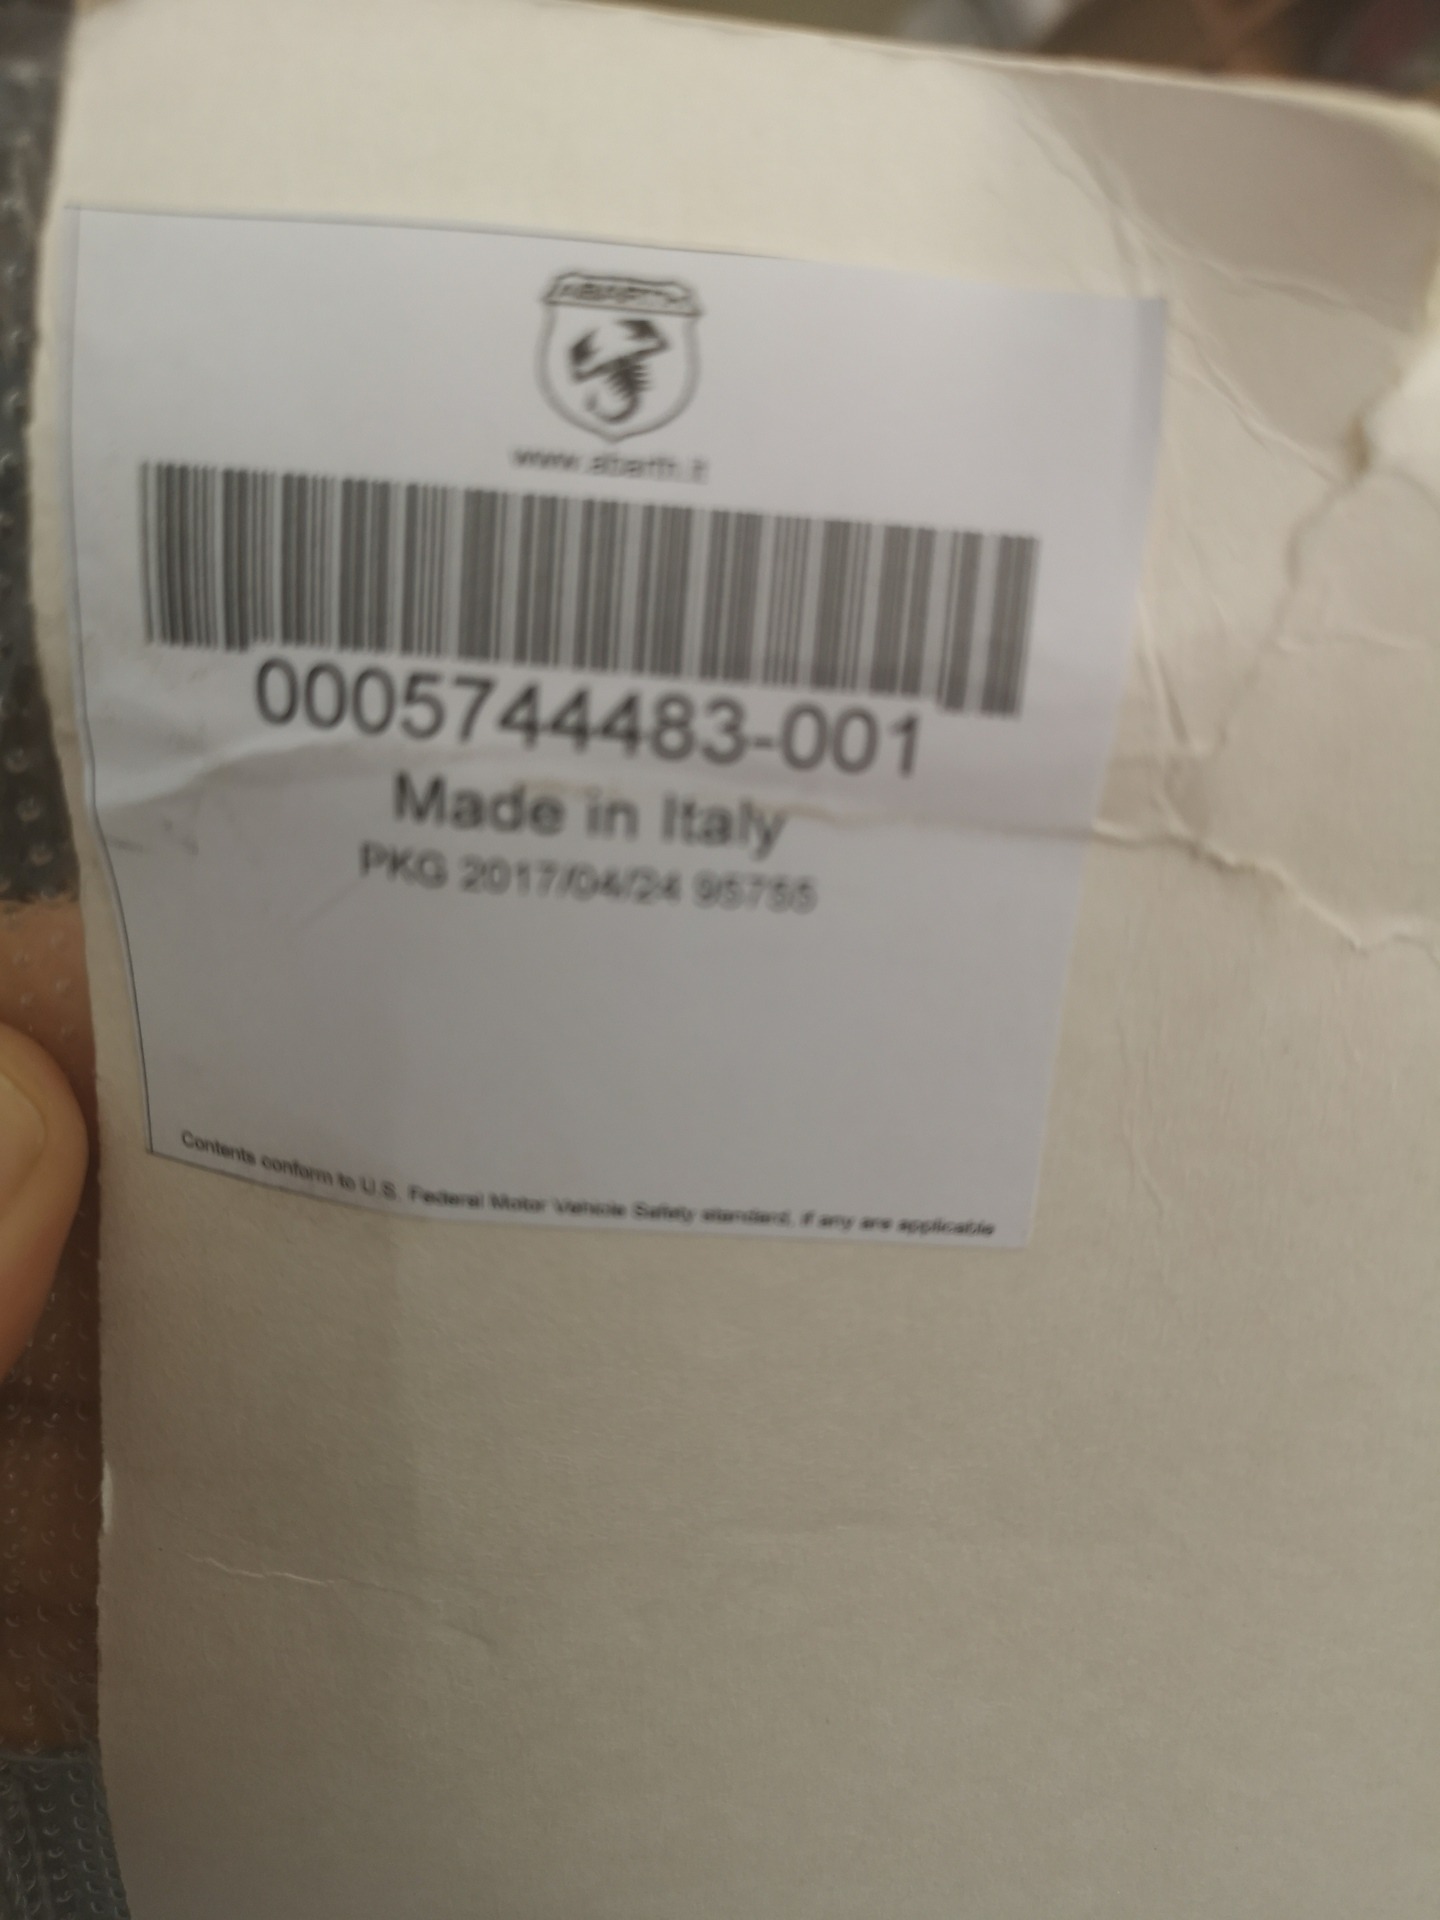 ABARTH
www.abarth.it
0005744483-001
Made in Italy
PKG 2017/04/24 95755
Contents conform to U.S. Federal Motor Vehicle Safety standard, if any are applicable